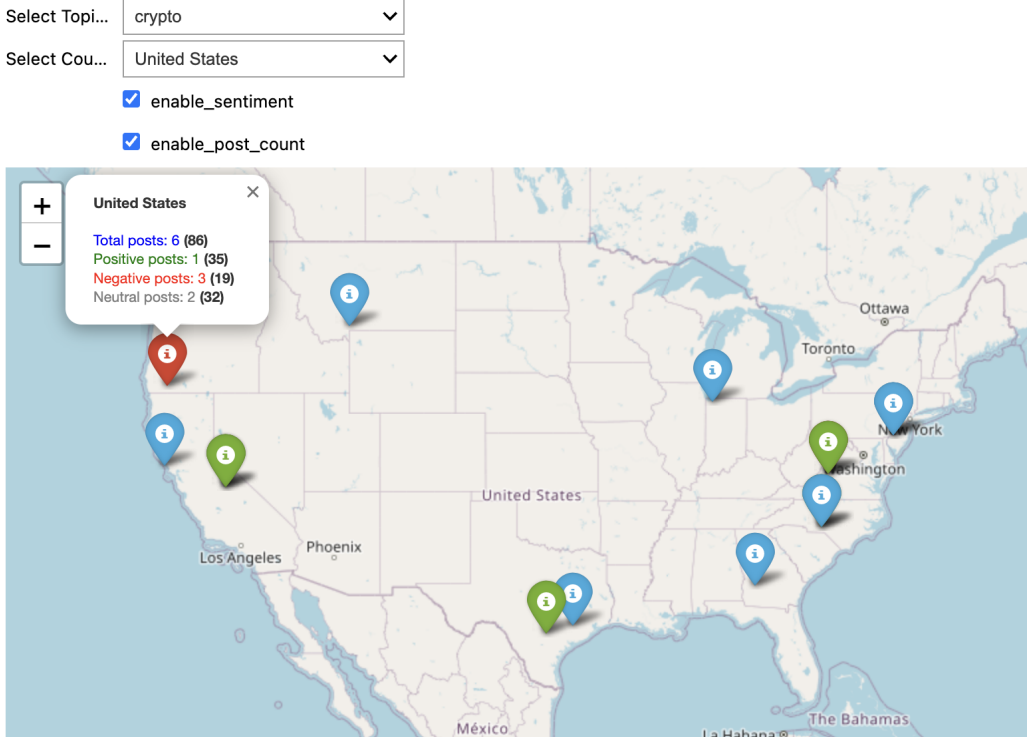 Select Topi...
crypto
Select Cou...
United States
enable_sentiment
enable_post_count
+
−
×
United States
Total posts: 6 (86)
Positive posts: 1 (35)
Negative posts: 3 (19)
Neutral posts: 2 (32)
Ottawa
Toronto
New York
Washington
United States
Los Angeles
Phoenix
México
The Bahamas
La Habana